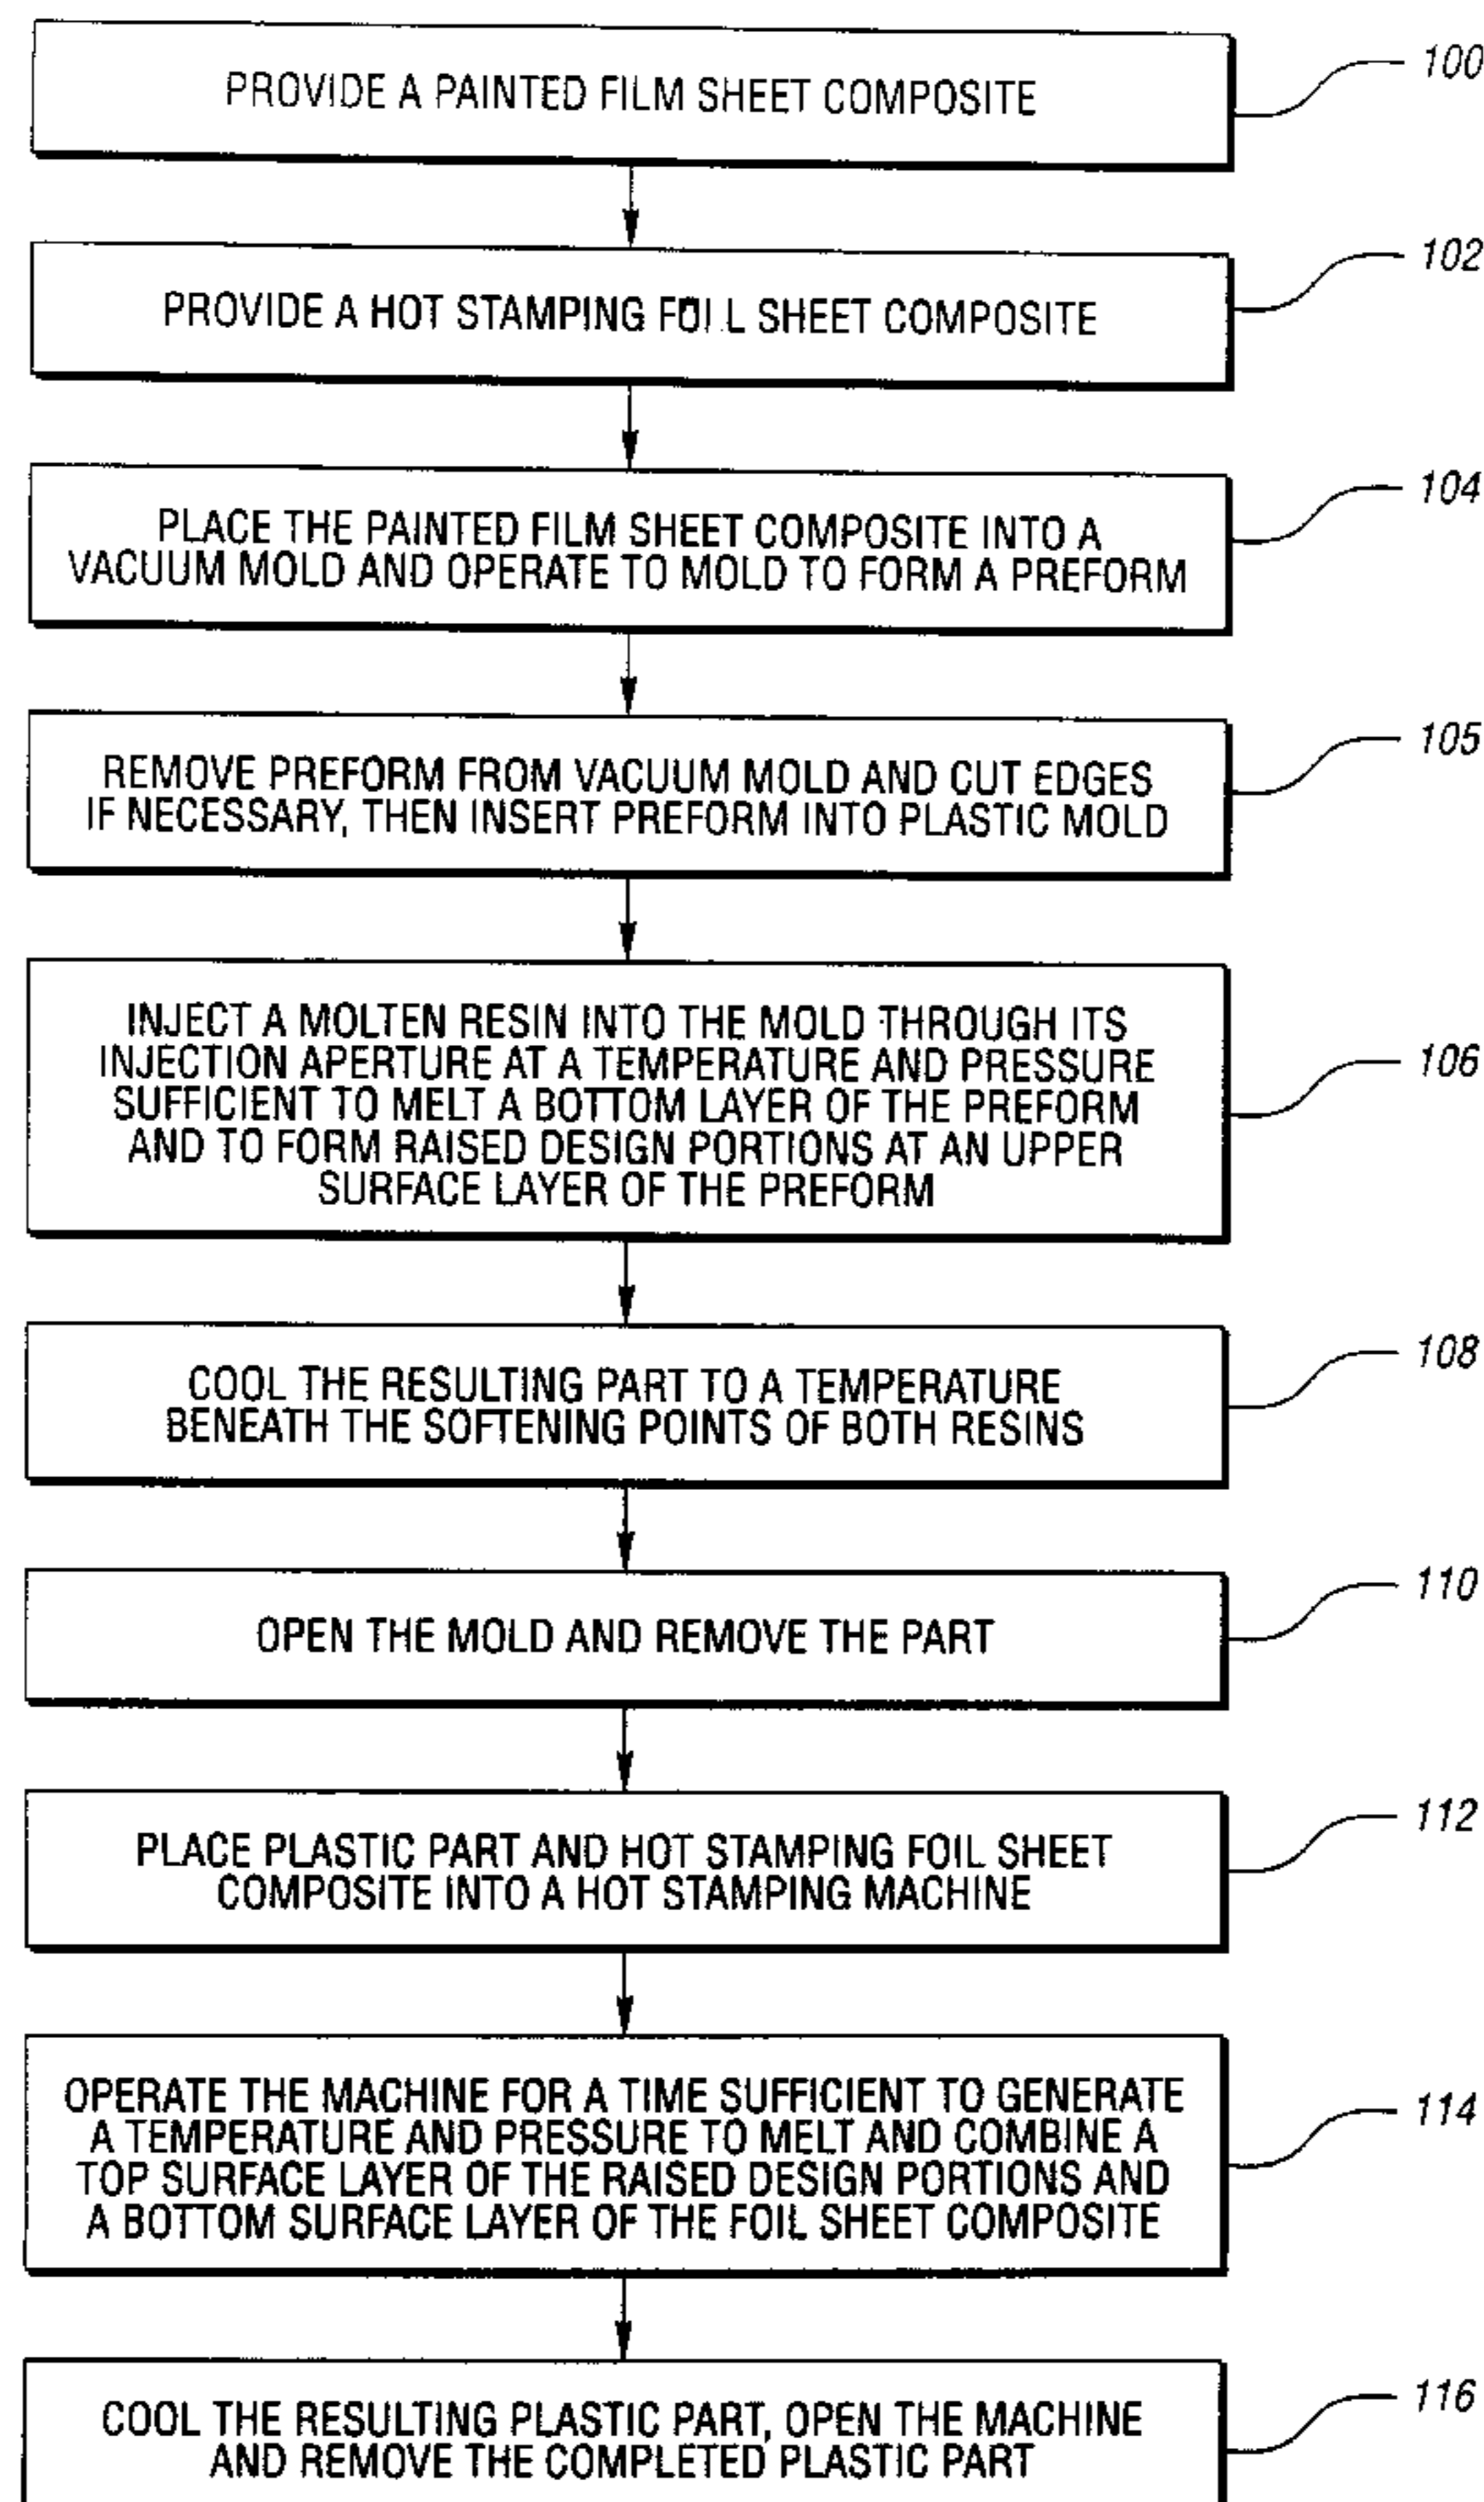 PROVIDE A PAINTED FILM SHEET COMPOSITE
100
PROVIDE A HOT STAMPING FOIL SHEET COMPOSITE
102
PLACE THE PAINTED FILM SHEET COMPOSITE INTO A
VACUUM MOLD AND OPERATE TO MOLD TO FORM A PREFORM
104
REMOVE PREFORM FROM VACUUM MOLD AND CUT EDGES
IF NECESSARY, THEN INSERT PREFORM INTO PLASTIC MOLD
105
INJECT A MOLTEN RESIN INTO THE MOLD THROUGH ITS
INJECTION APERTURE AT A TEMPERATURE AND PRESSURE
SUFFICIENT TO MELT A BOTTOM LAYER OF THE PREFORM
AND TO FORM RAISED DESIGN PORTIONS AT AN UPPER
SURFACE LAYER OF THE PREFORM
106
COOL THE RESULTING PART TO A TEMPERATURE
BENEATH THE SOFTENING POINTS OF BOTH RESINS
108
OPEN THE MOLD AND REMOVE THE PART
110
PLACE PLASTIC PART AND HOT STAMPING FOIL SHEET
COMPOSITE INTO A HOT STAMPING MACHINE
112
OPERATE THE MACHINE FOR A TIME SUFFICIENT TO GENERATE
A TEMPERATURE AND PRESSURE TO MELT AND COMBINE A
TOP SURFACE LAYER OF THE RAISED DESIGN PORTIONS AND
A BOTTOM SURFACE LAYER OF THE FOIL SHEET COMPOSITE
114
COOL THE RESULTING PLASTIC PART, OPEN THE MACHINE
AND REMOVE THE COMPLETED PLASTIC PART
116